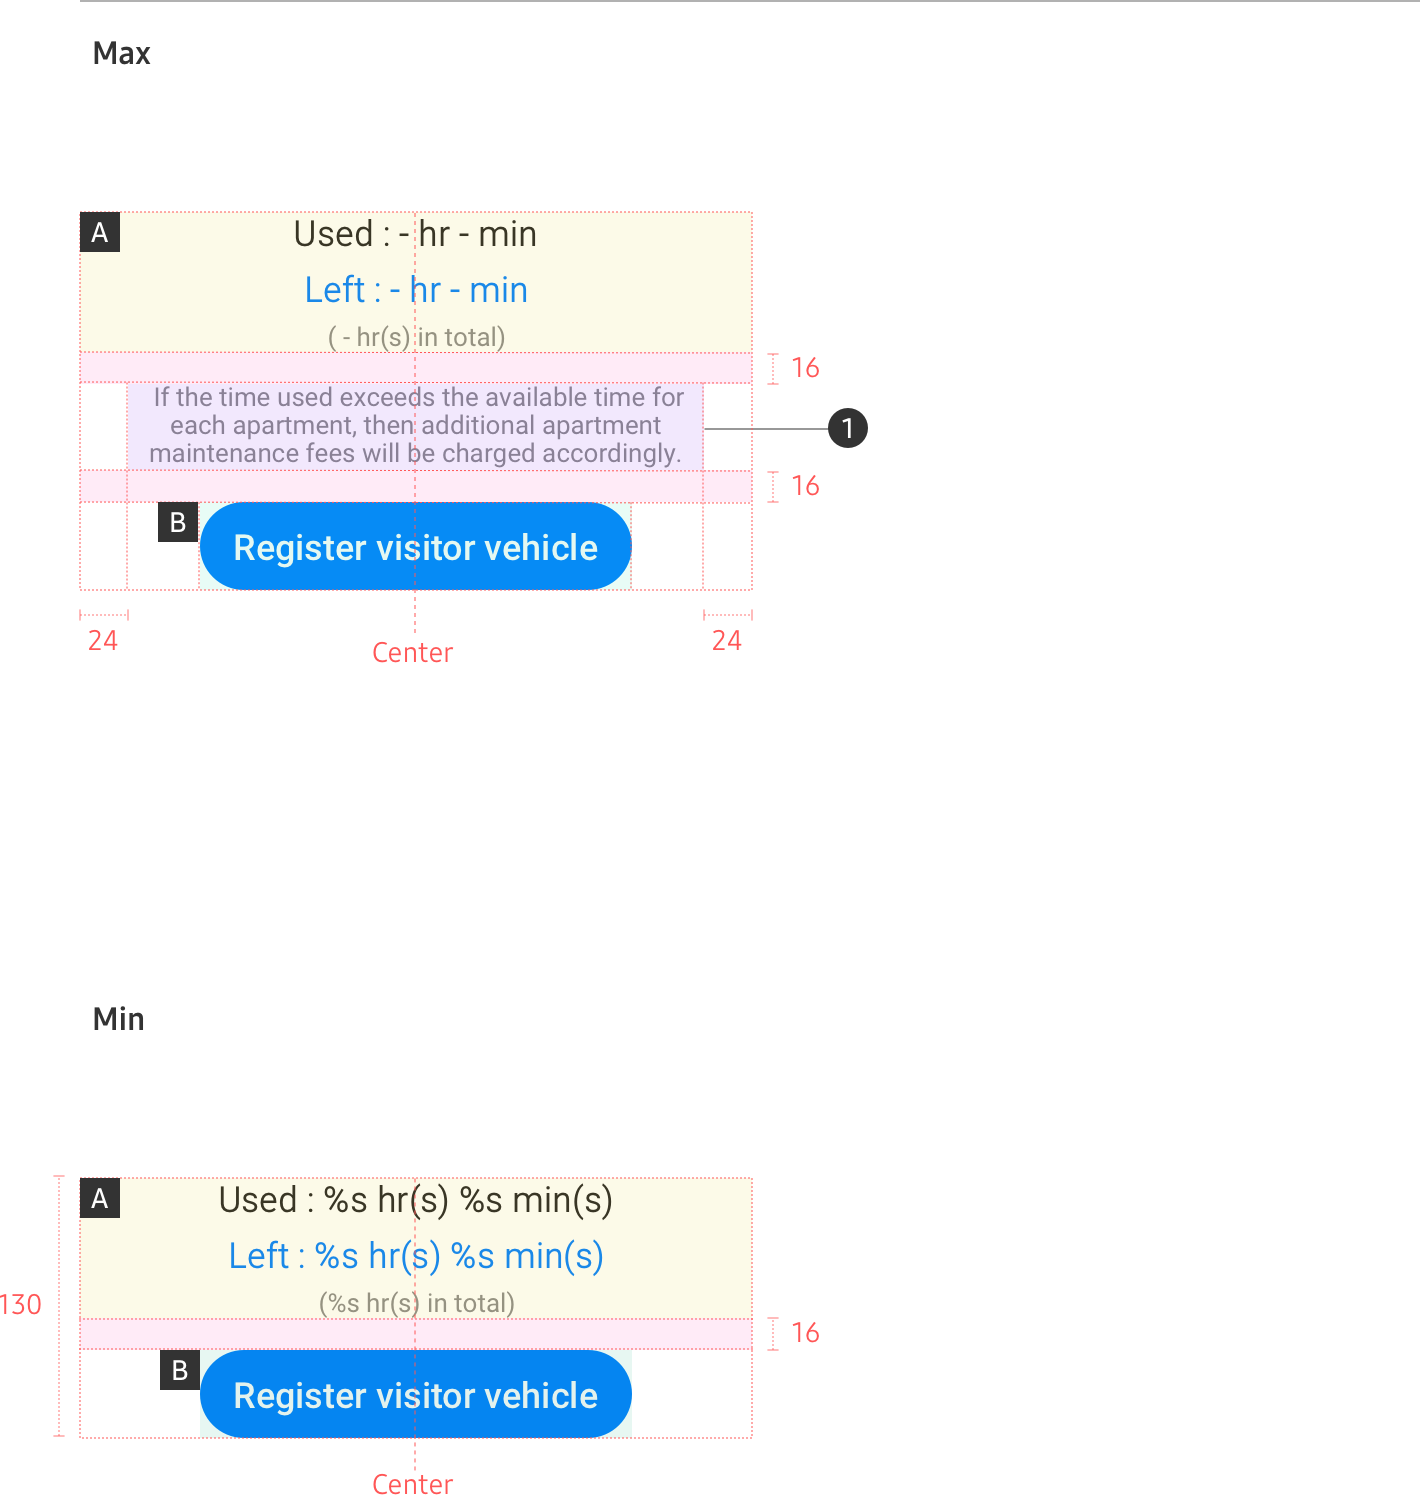 Max
A
Used : - hr - min
Left : - hr - min
( - hr(s) in total)
16
If the time used exceeds the available time for
each apartment, then additional apartment
maintenance fees will be charged accordingly.
1
16
B
Register visitor vehicle
24
Center
24
Min
A
Used : %s hr(s) %s min(s)
Left : %s hr(s) %s min(s)
(%s hr(s) in total)
130
16
B
Register visitor vehicle
Center